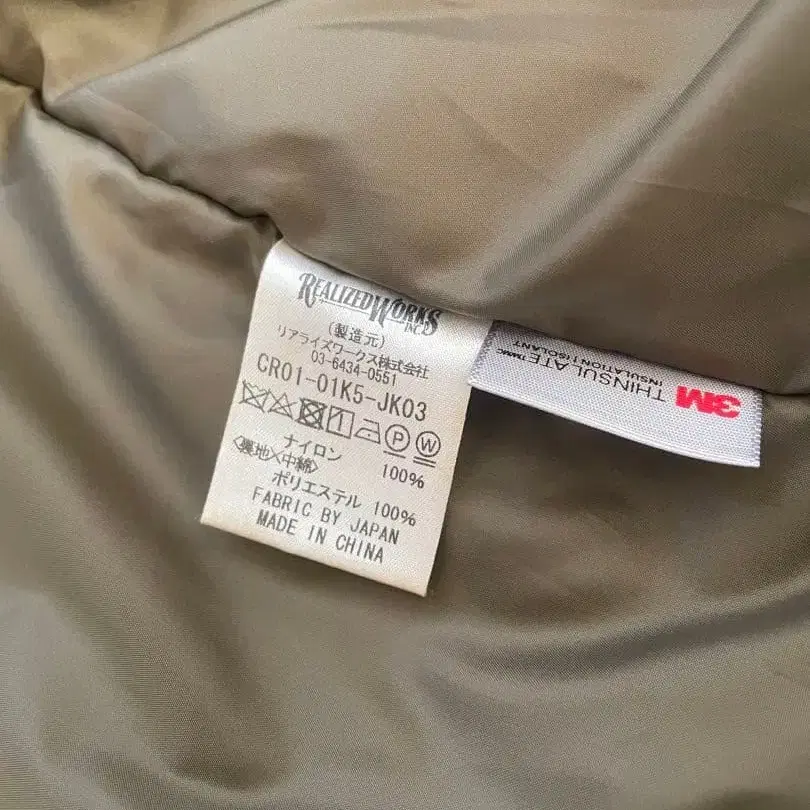 REALIZED WORKS
INC.
(製造元)
リアライズワークス株式会社
03-6434-0551
CR01-01K5-JK03
P W
ナイロン 100%
<裏地×中綿>
ポリエステル 100%
FABRIC BY JAPAN
MADE IN CHINA
3M
THINSULATE™
INSULATION